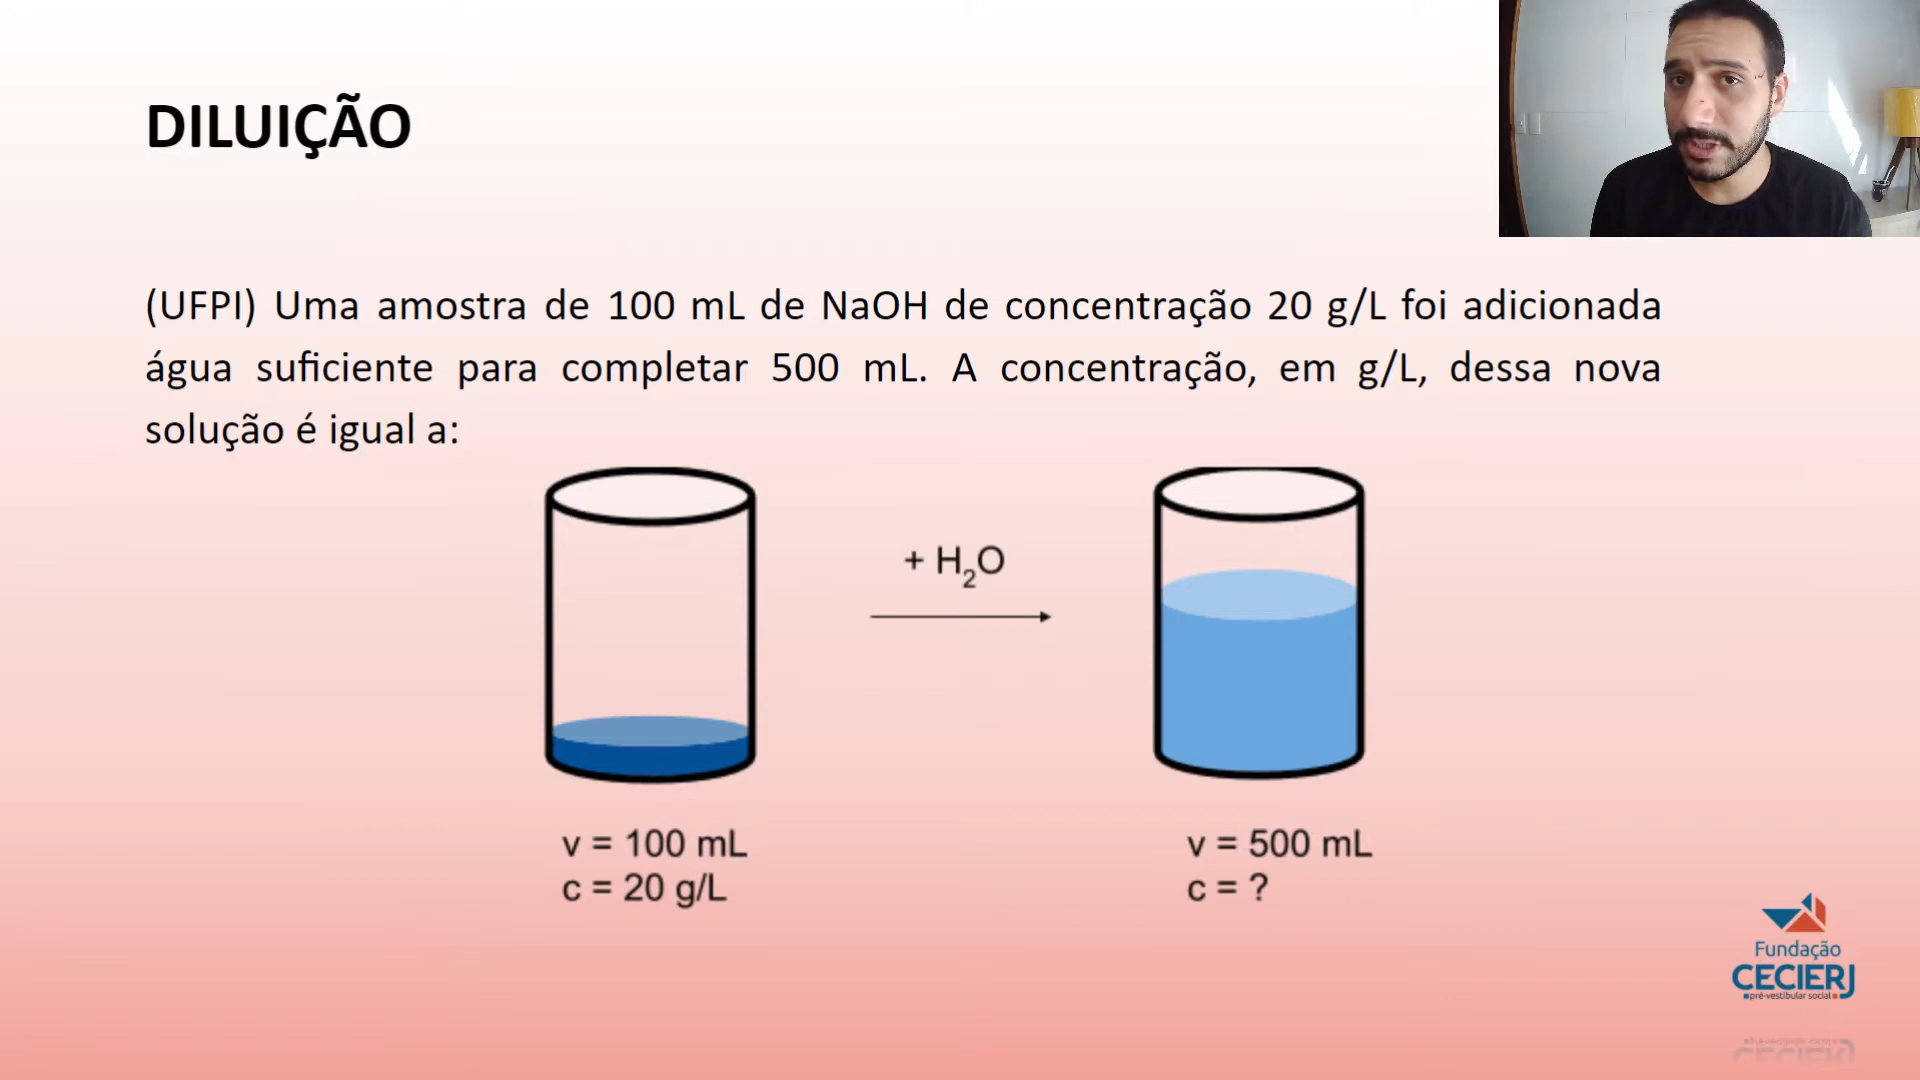 DILUIÇÃO
(UFPI) Uma amostra de 100 mL de NaOH de concentração 20 g/L foi adicionada
água suficiente para completar 500 mL. A concentração, em g/L, dessa nova
solução é igual a:
+ H₂O
v = 100 mL
c = 20 g/L
v = 500 mL
c = ?
Fundação
CECIERJ
pré-vestibular social